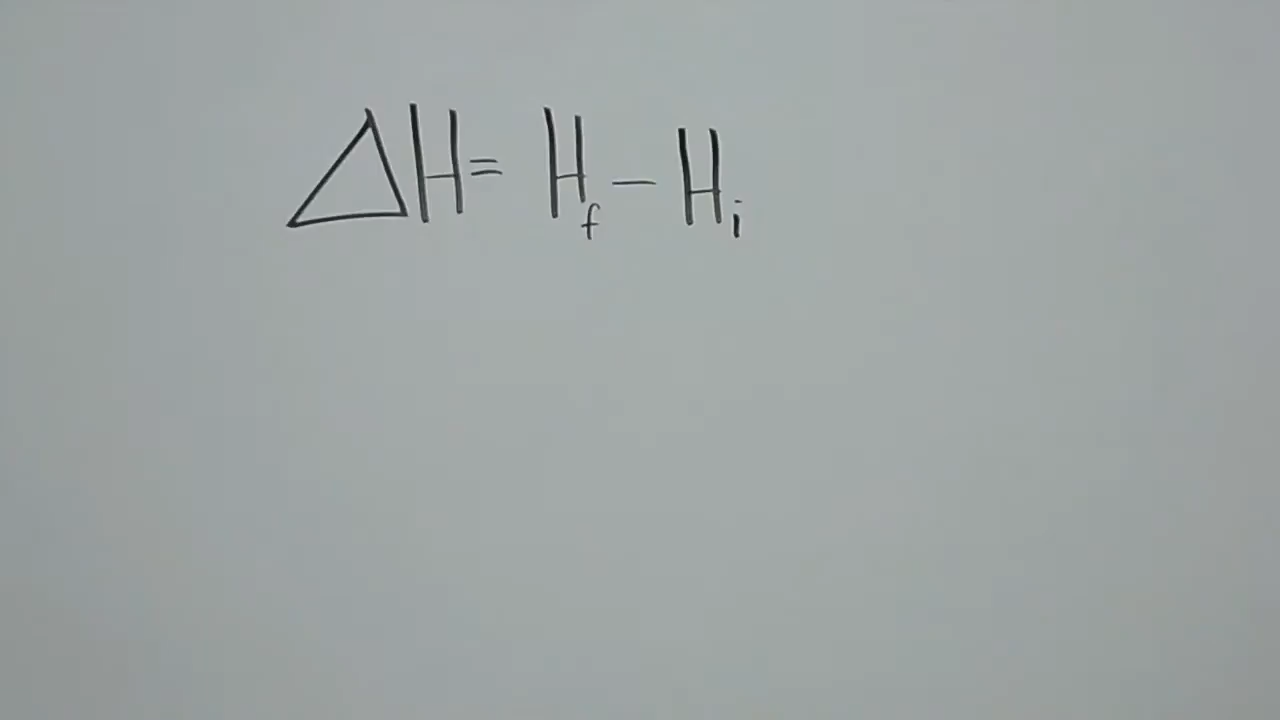 ΔH = H_f − H_i